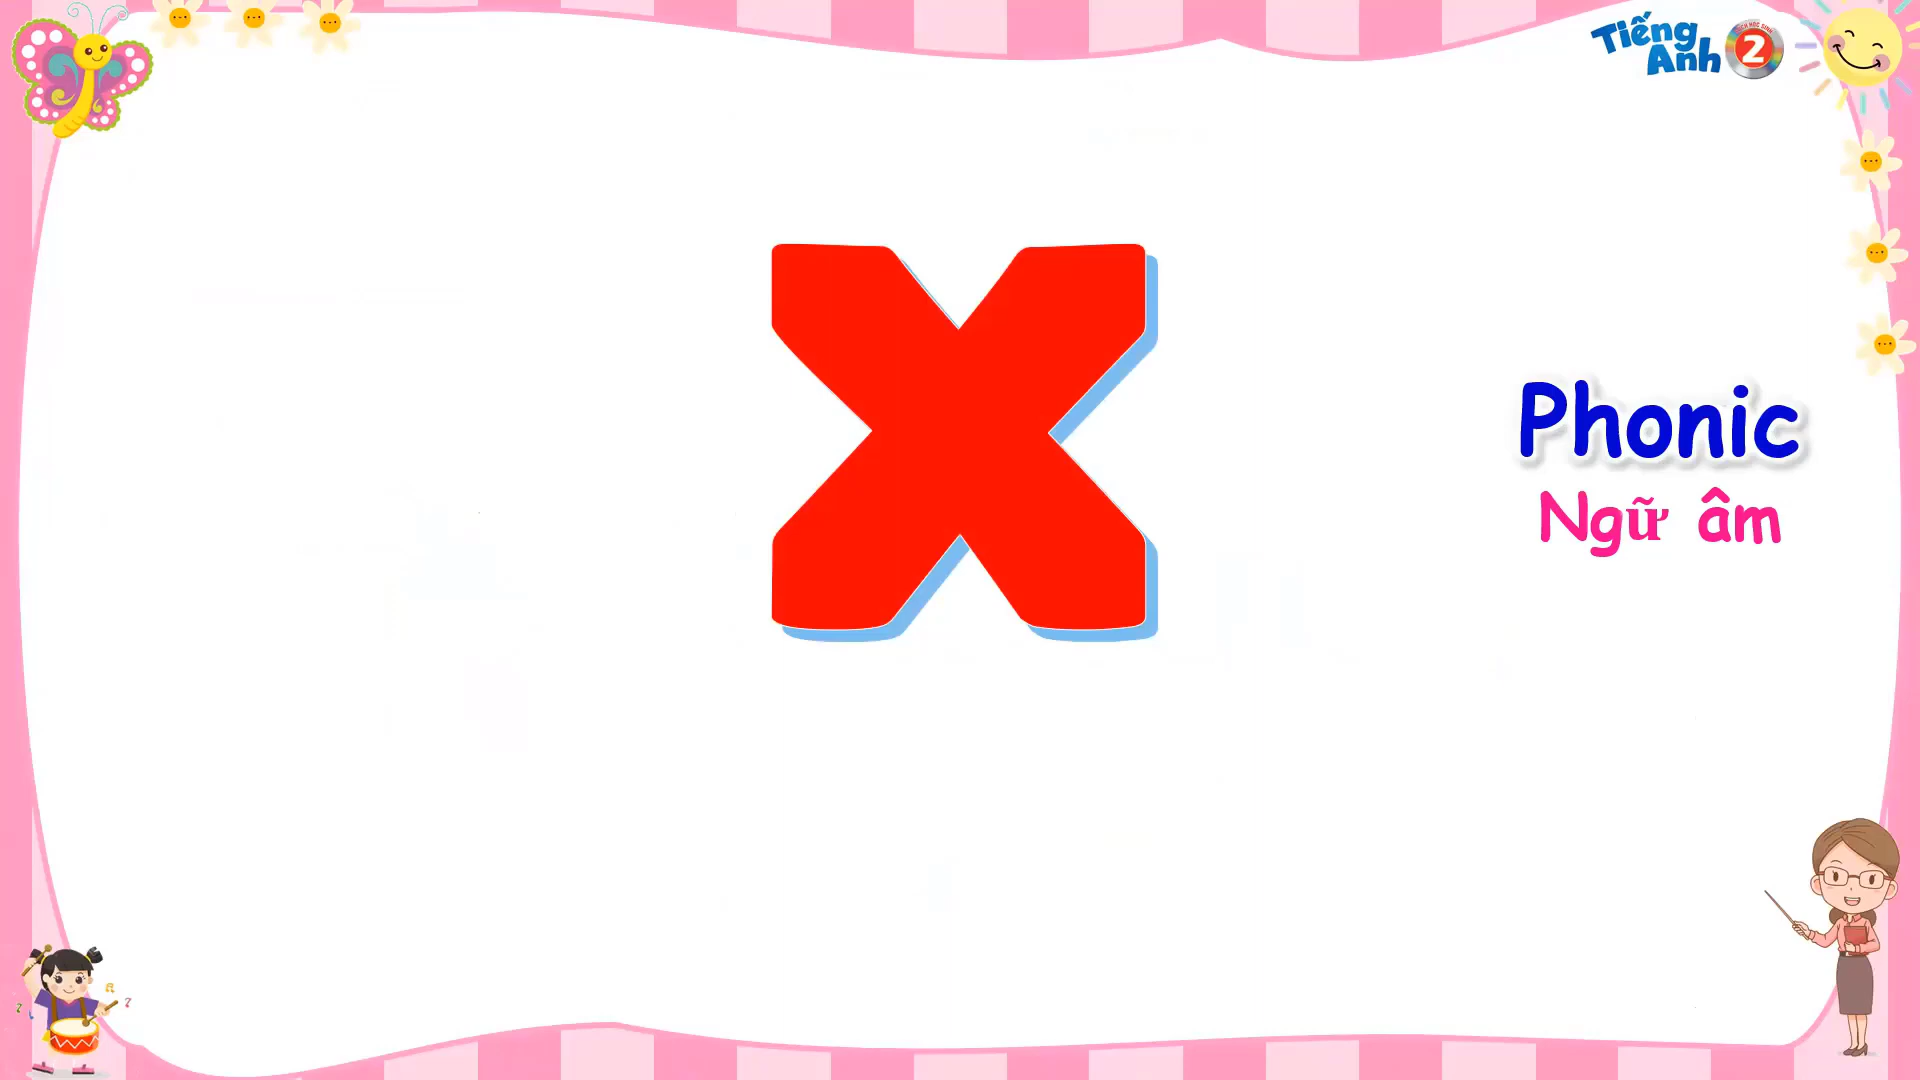 Tiếng
Anh 2
X
Phonic
Ngữ âm